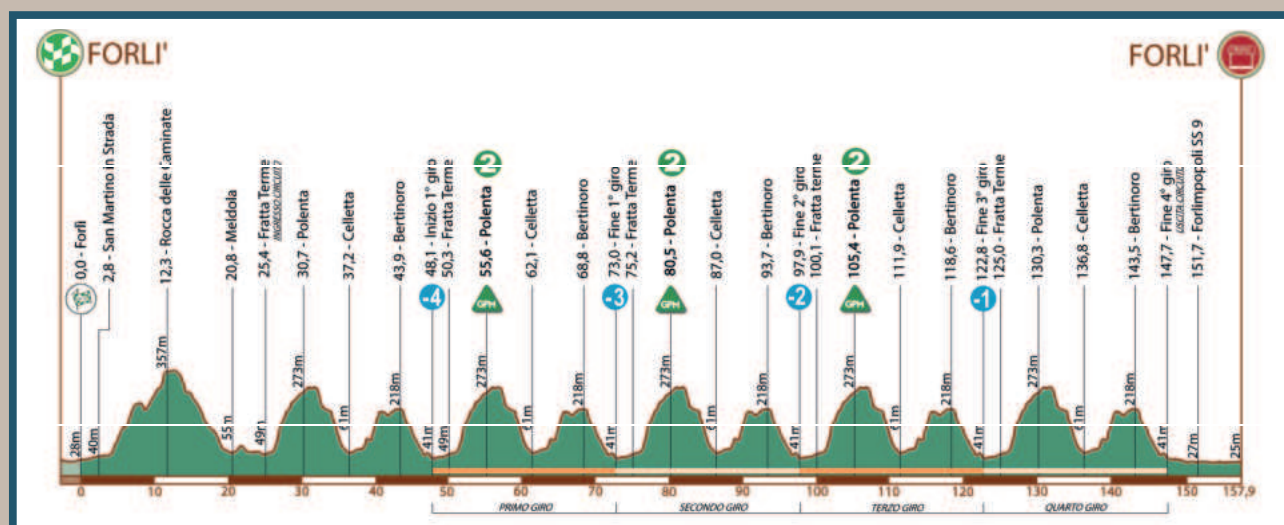 FORLI'
FORLI'
0,0 - Forlì
2,8 - San Martino in Strada
12,3 - Rocca delle Caminate
20,8 - Meldola
25,4 - Fratta Terme
INGRESSO CIRCUITO
30,7 - Polenta
37,2 - Celletta
43,9 - Bertinoro
48,1 - Inizio 1° giro
50,3 - Fratta Terme
55,6 - Polenta
2
62,1 - Celletta
68,8 - Bertinoro
73,0 - Fine 1° giro
75,2 - Fratta Terme
80,5 - Polenta
2
87,0 - Celletta
93,7 - Bertinoro
97,9 - Fine 2° giro
100,1 - Fratta terme
105,4 - Polenta
2
111,9 - Celletta
118,6 - Bertinoro
122,8 - Fine 3° giro
125,0 - Fratta Terme
130,3 - Polenta
136,8 - Celletta
143,5 - Bertinoro
147,7 - Fine 4° giro
USCITA CIRCUITO
151,7 - Forlimpopoli SS 9
-4
GPM
-3
GPM
-2
GPM
-1
28m
40m
357m
55m
49m
273m
218m
41m
49m
273m
218m
41m
273m
218m
41m
273m
218m
41m
273m
218m
41m
27m
25m
0
10
20
30
40
50
60
70
80
90
100
110
120
130
140
150
157,9
PRIMO GIRO
SECONDO GIRO
TERZO GIRO
QUARTO GIRO